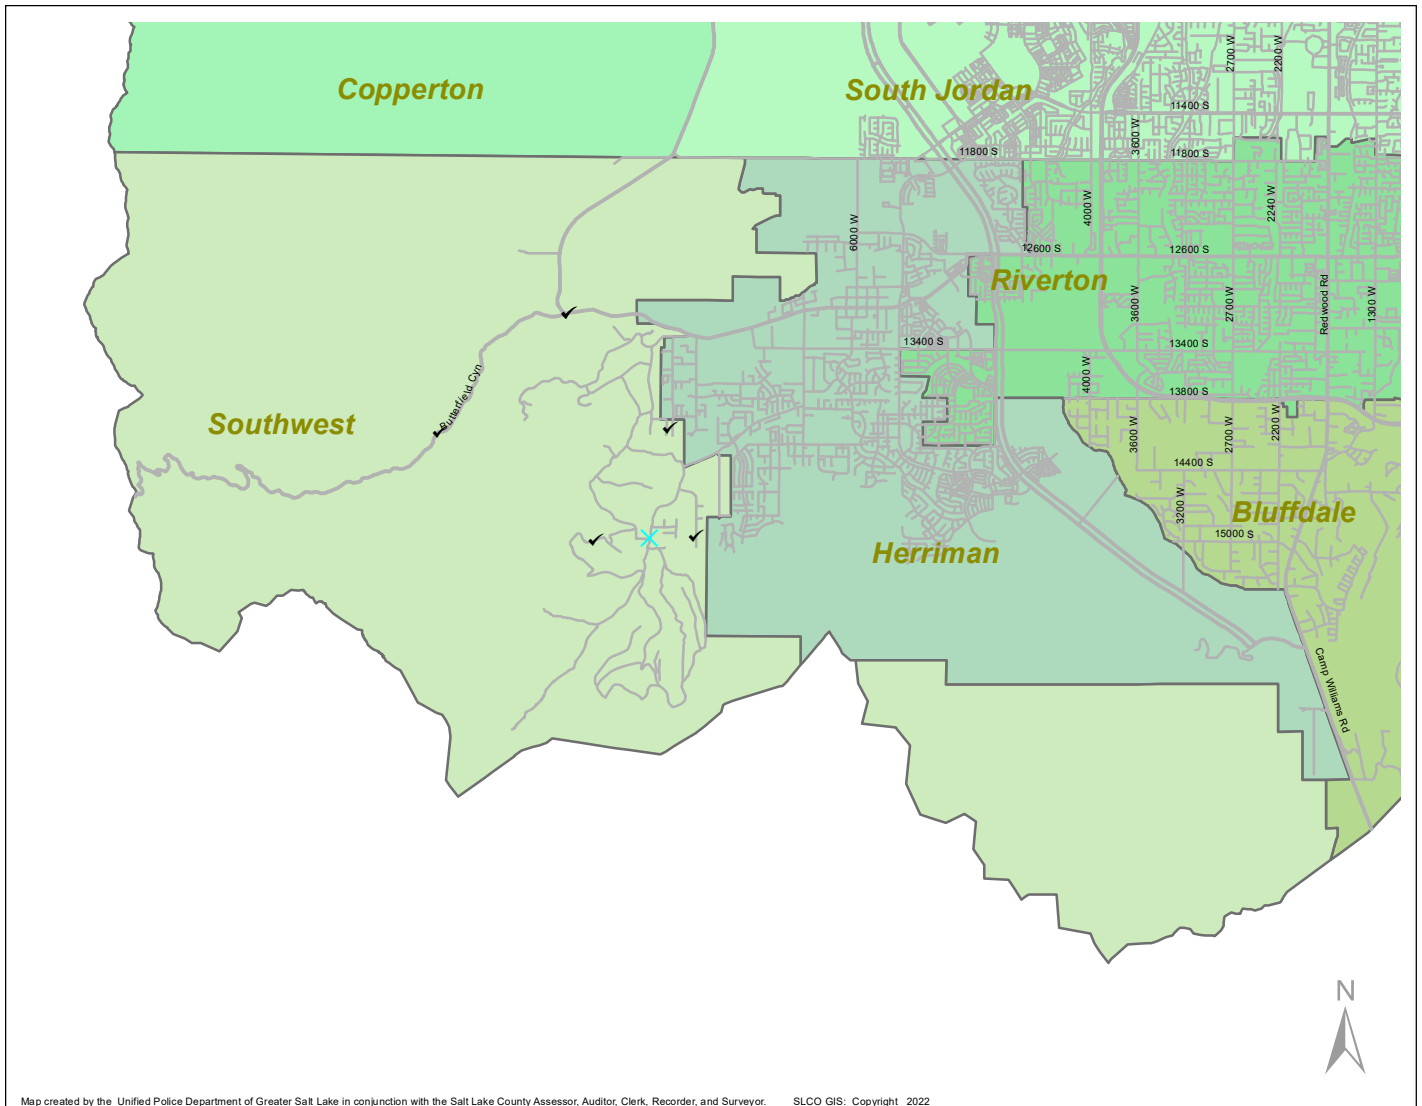 2700 W
2200 W
Copperton
South Jordan
11400 S
3600 W
11800 S
11800 S
4000 W
2240 W
6000 W
12600 S
12600 S
Riverton
3600 W
2700 W
Redwood Rd
1300 W
13400 S
13400 S
4000 W
13800 S
Butterfield Cyn
Southwest
3600 W
2700 W
2200 W
14400 S
3200 W
Bluffdale
15000 S
Herriman
Camp Williams Rd
N
Map created by the Unified Police Department of Greater Salt Lake in conjunction with the Salt Lake County Assessor, Auditor, Clerk, Recorder, and Surveyor. SLCO GIS: Copyright 2022